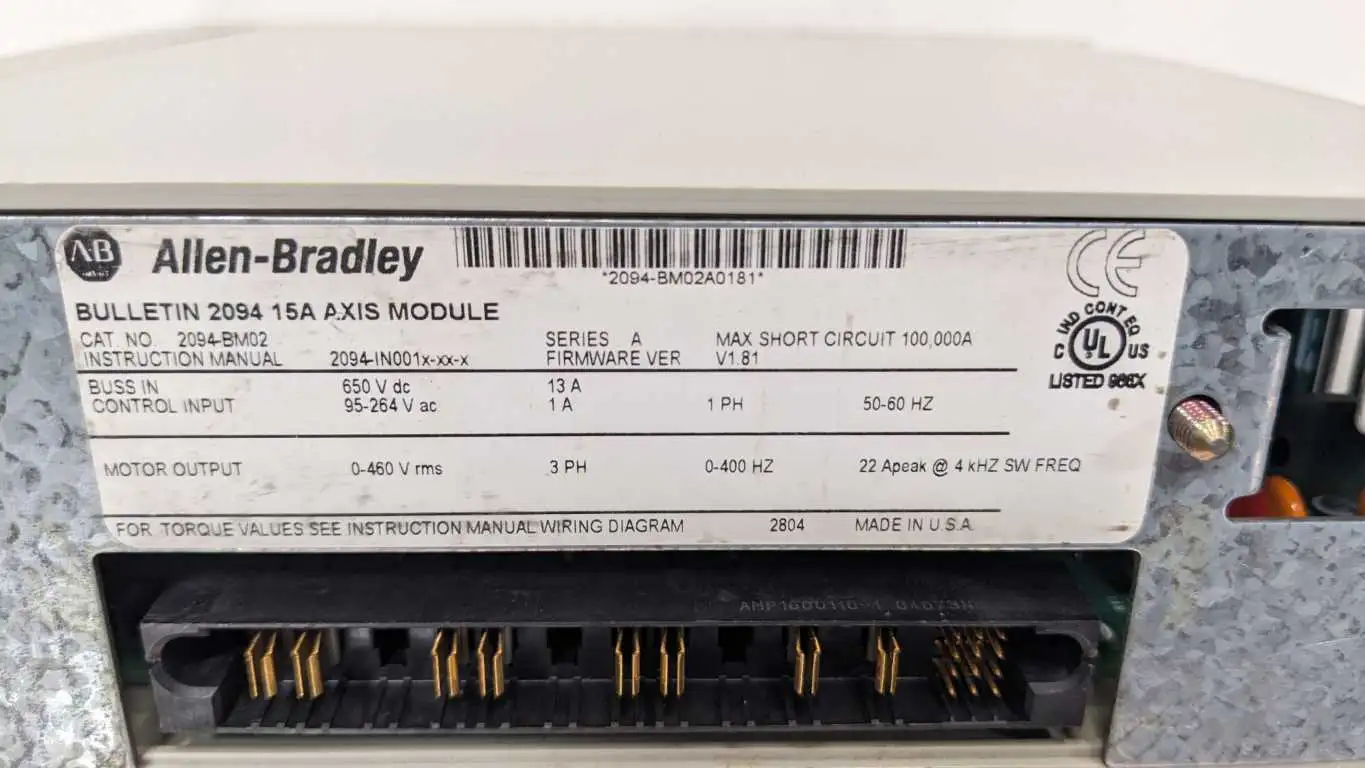 AB Allen-Bradley
*2094-BM02A0181*
CE
BULLETIN 2094 15A AXIS MODULE
CAT. NO. 2094-BM02 SERIES A MAX SHORT CIRCUIT 100,000A
INSTRUCTION MANUAL 2094-IN001x-xx-x FIRMWARE VER V1.81
IND CONT EQ
C UL US
LISTED
BUSS IN 650 V dc 13 A
CONTROL INPUT 95-264 V ac 1 A 1 PH 50-60 HZ
MOTOR OUTPUT 0-460 V rms 3 PH 0-400 HZ 22 Apeak @ 4 kHZ SW FREQ
FOR TORQUE VALUES SEE INSTRUCTION MANUAL WIRING DIAGRAM 2804 MADE IN U.S.A.